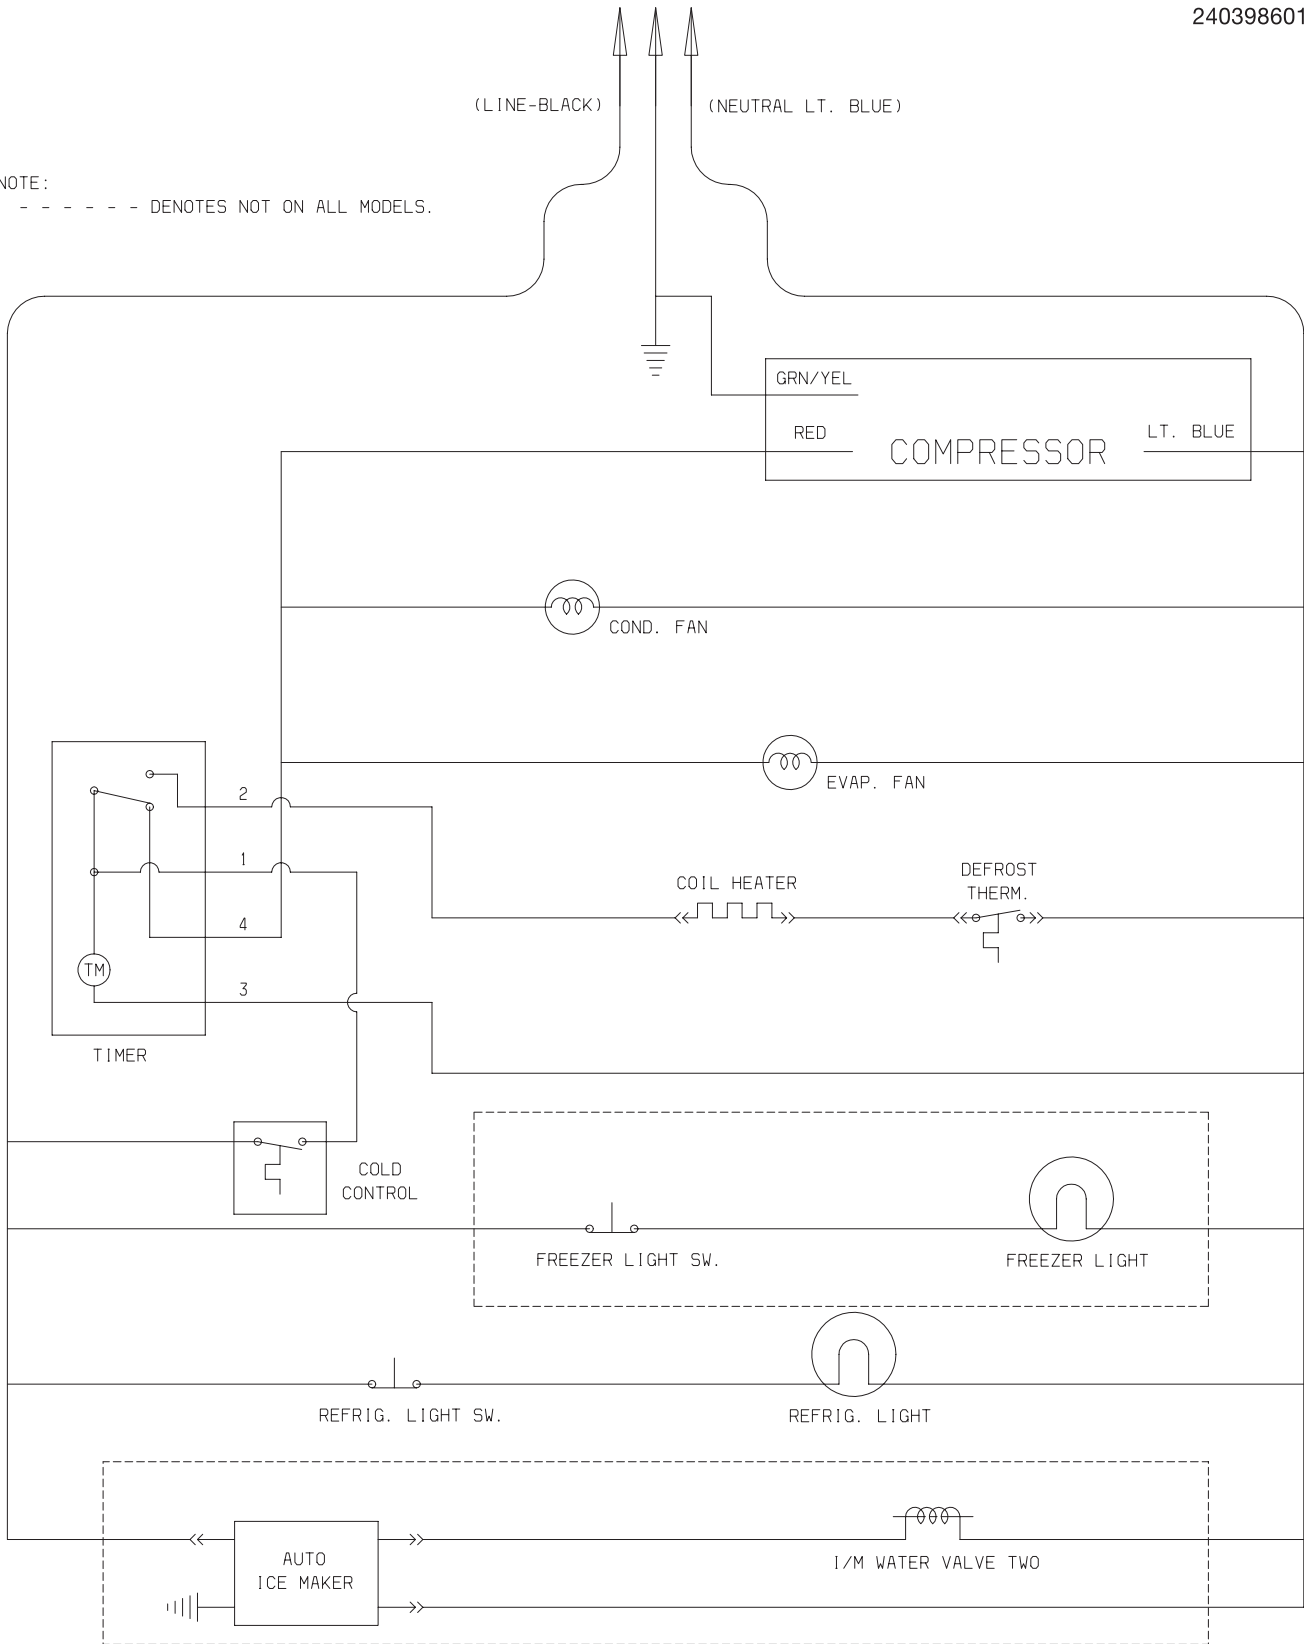 240398601
(LINE-BLACK)
(NEUTRAL LT. BLUE)
NOTE:
- - - - - - DENOTES NOT ON ALL MODELS.
GRN/YEL
RED
COMPRESSOR
LT. BLUE
COND. FAN
EVAP. FAN
2
1
4
TM
3
TIMER
COIL HEATER
DEFROST
THERM.
COLD
CONTROL
FREEZER LIGHT SW.
FREEZER LIGHT
REFRIG. LIGHT SW.
REFRIG. LIGHT
AUTO
ICE MAKER
I/M WATER VALVE TWO